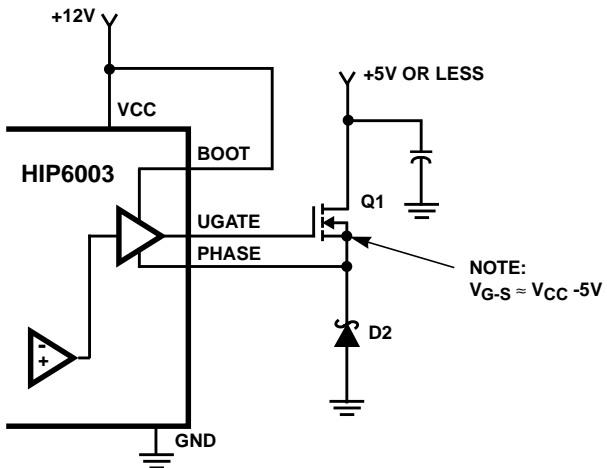 +12V
+5V OR LESS
VCC
BOOT
HIP6003
Q1
UGATE
PHASE
NOTE:
VG-S ≈ VCC -5V
D2
-
+
GND